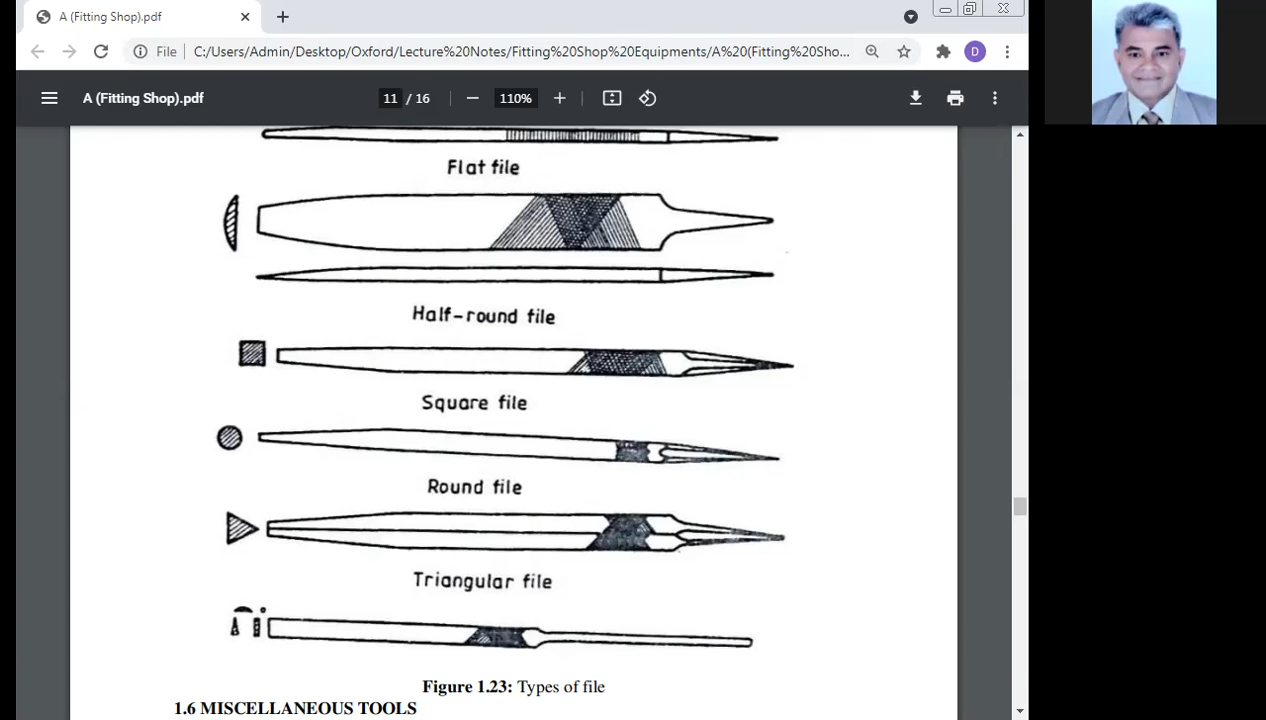 A (Fitting Shop).pdf
File C:/Users/Admin/Desktop/Oxford/Lecture%20Notes/Fitting%20Shop%20Equipments/A%20(Fitting%20Sho... D
A (Fitting Shop).pdf 11 / 16 110%
Flat file
Half-round file
Square file
Round file
Triangular file
Figure 1.23: Types of file
1.6 MISCELLANEOUS TOOLS